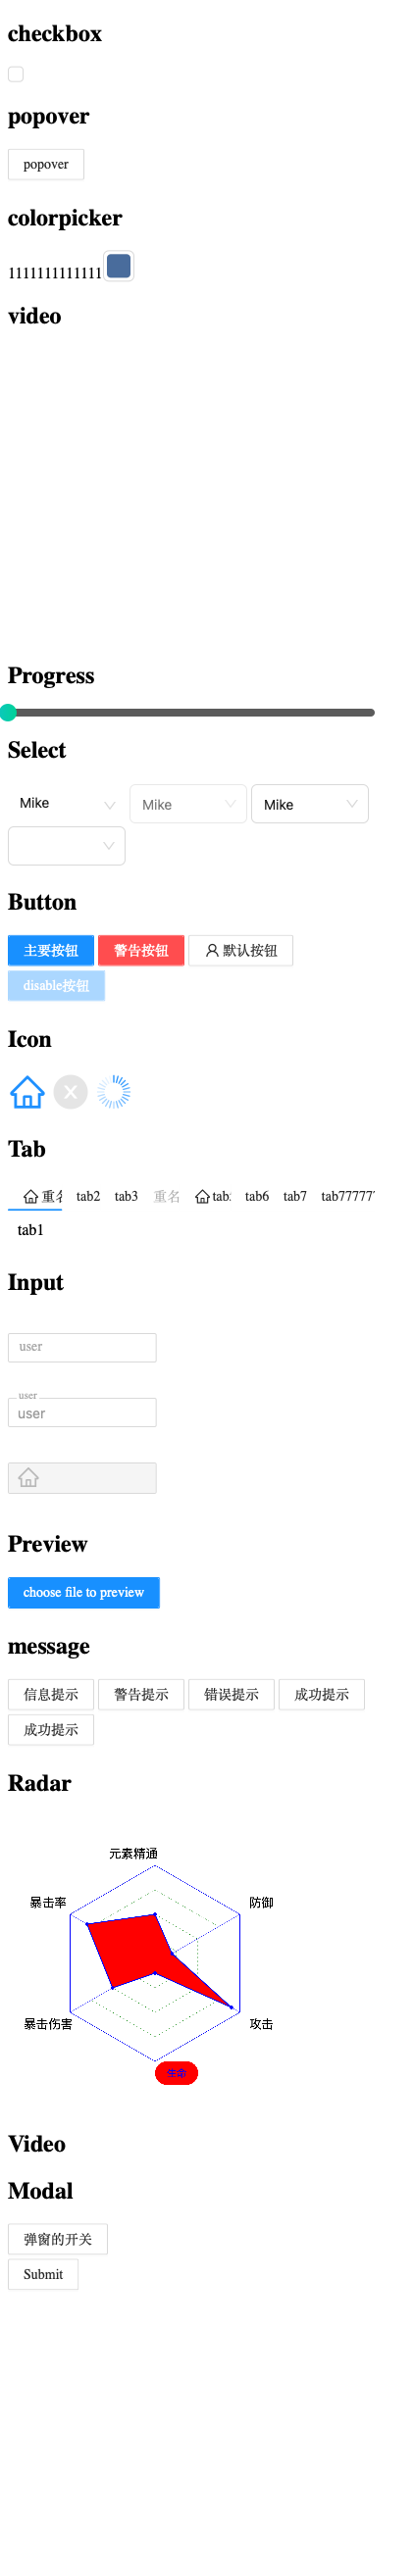 checkbox
popover
popover
colorpicker
1111111111111
video
Progress
Select
Mike Mike Mike
Button
主要按钮 警告按钮 默认按钮
disable按钮
Icon
Tab
重名 tab2 tab3 重名 tab tab6 tab7 tab77777
tab1
Input
user
user
user
Preview
choose file to preview
message
信息提示 警告提示 错误提示 成功提示
成功提示
Radar
元素精通
暴击率 防御
暴击伤害 攻击
生命
Video
Modal
弹窗的开关
Submit